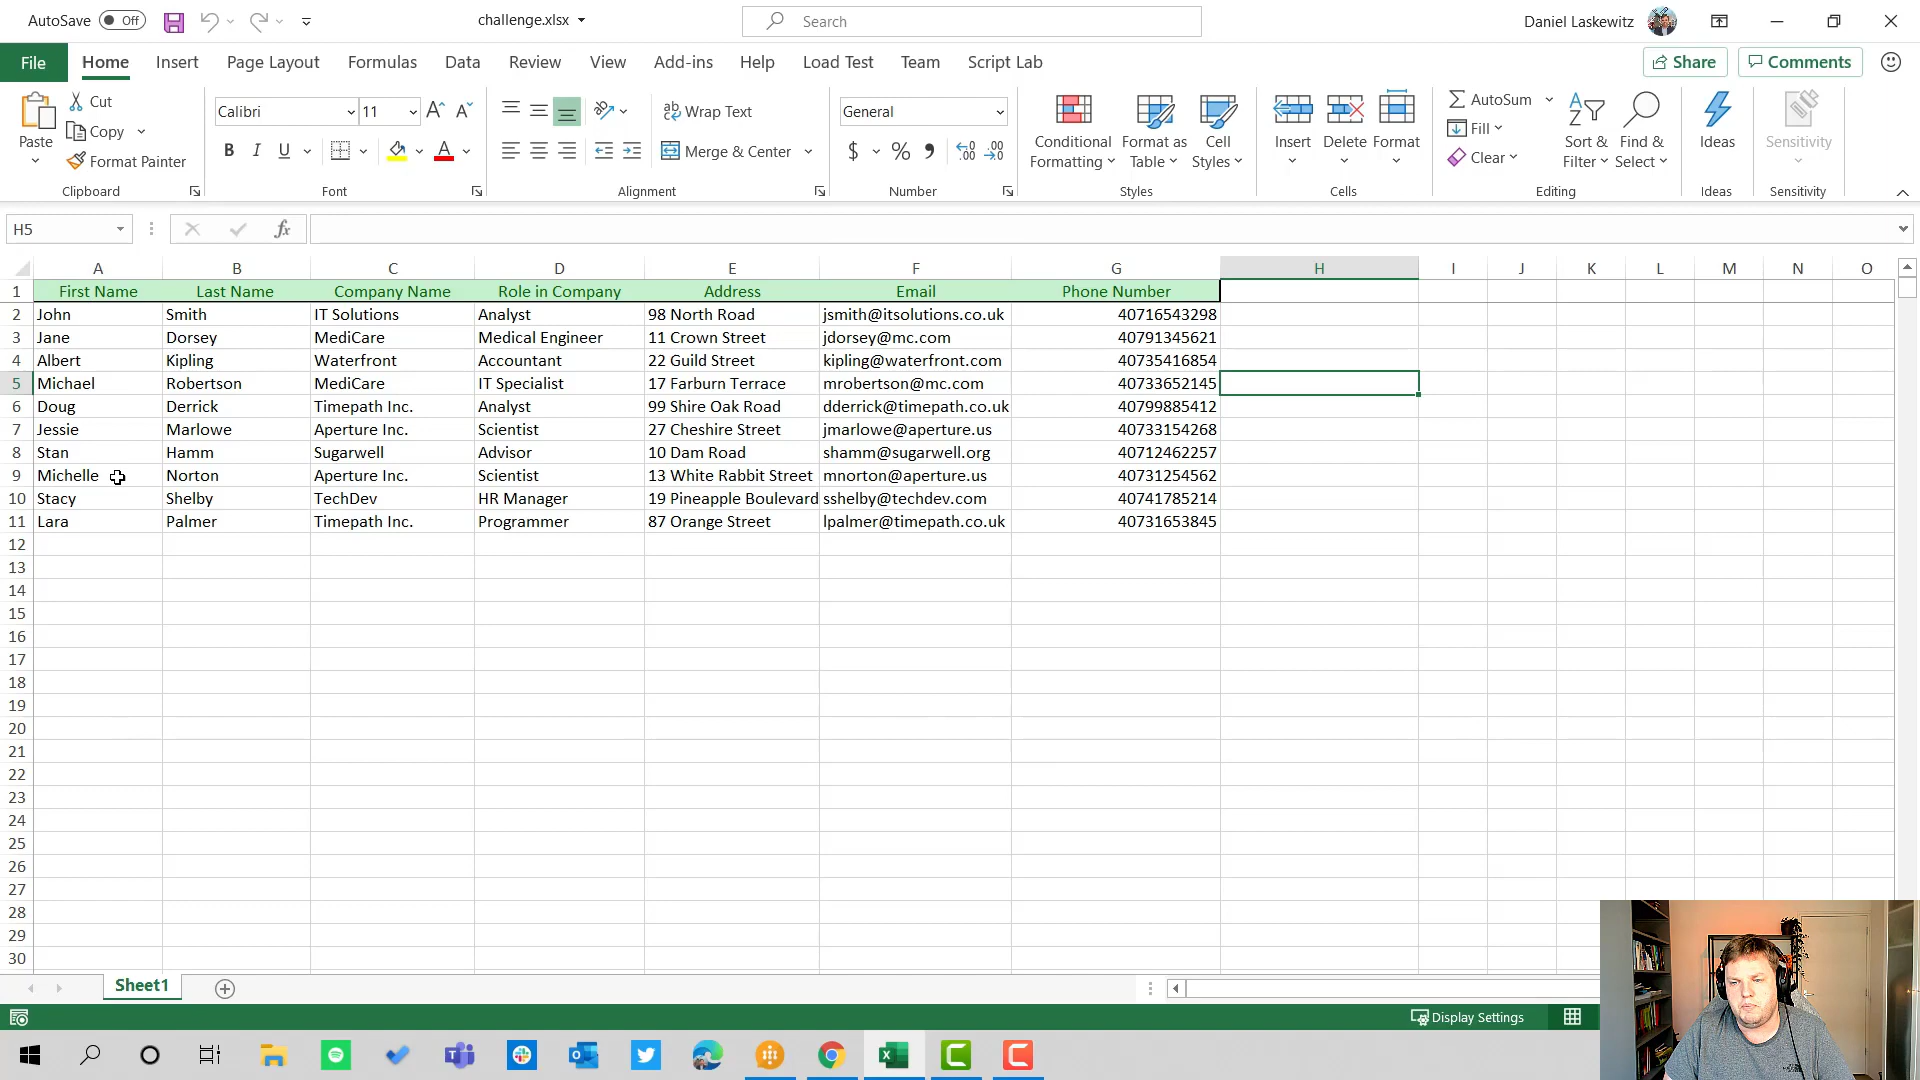 AutoSave Off challenge.xlsx Search Daniel Laskewitz
File Home Insert Page Layout Formulas Data Review View Add-ins Help Load Test Team Script Lab Share Comments
Paste Cut Copy Format Painter Clipboard
Calibri 11 B I U A Font
Wrap Text Merge & Center Alignment
General $ % , Number
Conditional Formatting Format as Table Cell Styles Styles
Insert Delete Format Cells
AutoSum Fill Clear Sort & Filter Find & Select Editing
Ideas Ideas
Sensitivity Sensitivity
H5 fx
A B C D E F G H I J K L M N O
1 First Name Last Name Company Name Role in Company Address Email Phone Number
2 John Smith IT Solutions Analyst 98 North Road jsmith@itsolutions.co.uk 40716543298
3 Jane Dorsey MediCare Medical Engineer 11 Crown Street jdorsey@mc.com 40791345621
4 Albert Kipling Waterfront Accountant 22 Guild Street kipling@waterfront.com 40735416854
5 Michael Robertson MediCare IT Specialist 17 Farburn Terrace mrobertson@mc.com 40733652145
6 Doug Derrick Timepath Inc. Analyst 99 Shire Oak Road dderrick@timepath.co.uk 40799885412
7 Jessie Marlowe Aperture Inc. Scientist 27 Cheshire Street jmarlowe@aperture.us 40733154268
8 Stan Hamm Sugarwell Advisor 10 Dam Road shamm@sugarwell.org 40712462257
9 Michelle Norton Aperture Inc. Scientist 13 White Rabbit Street mnorton@aperture.us 40731254562
10 Stacy Shelby TechDev HR Manager 19 Pineapple Boulevard sshelby@techdev.com 40741785214
11 Lara Palmer Timepath Inc. Programmer 87 Orange Street lpalmer@timepath.co.uk 40731653845
12
13
14
15
16
17
18
19
20
21
22
23
24
25
26
27
28
29
30
Sheet1
Display Settings